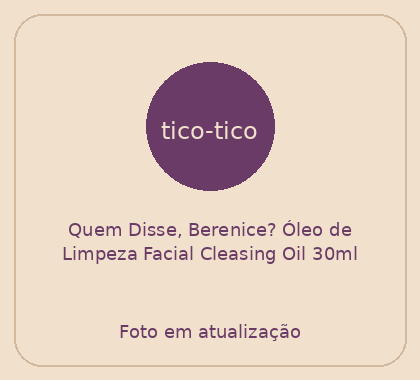 tico-tico
Quem Disse, Berenice? Óleo de
Limpeza Facial Cleasing Oil 30ml
Foto em atualização